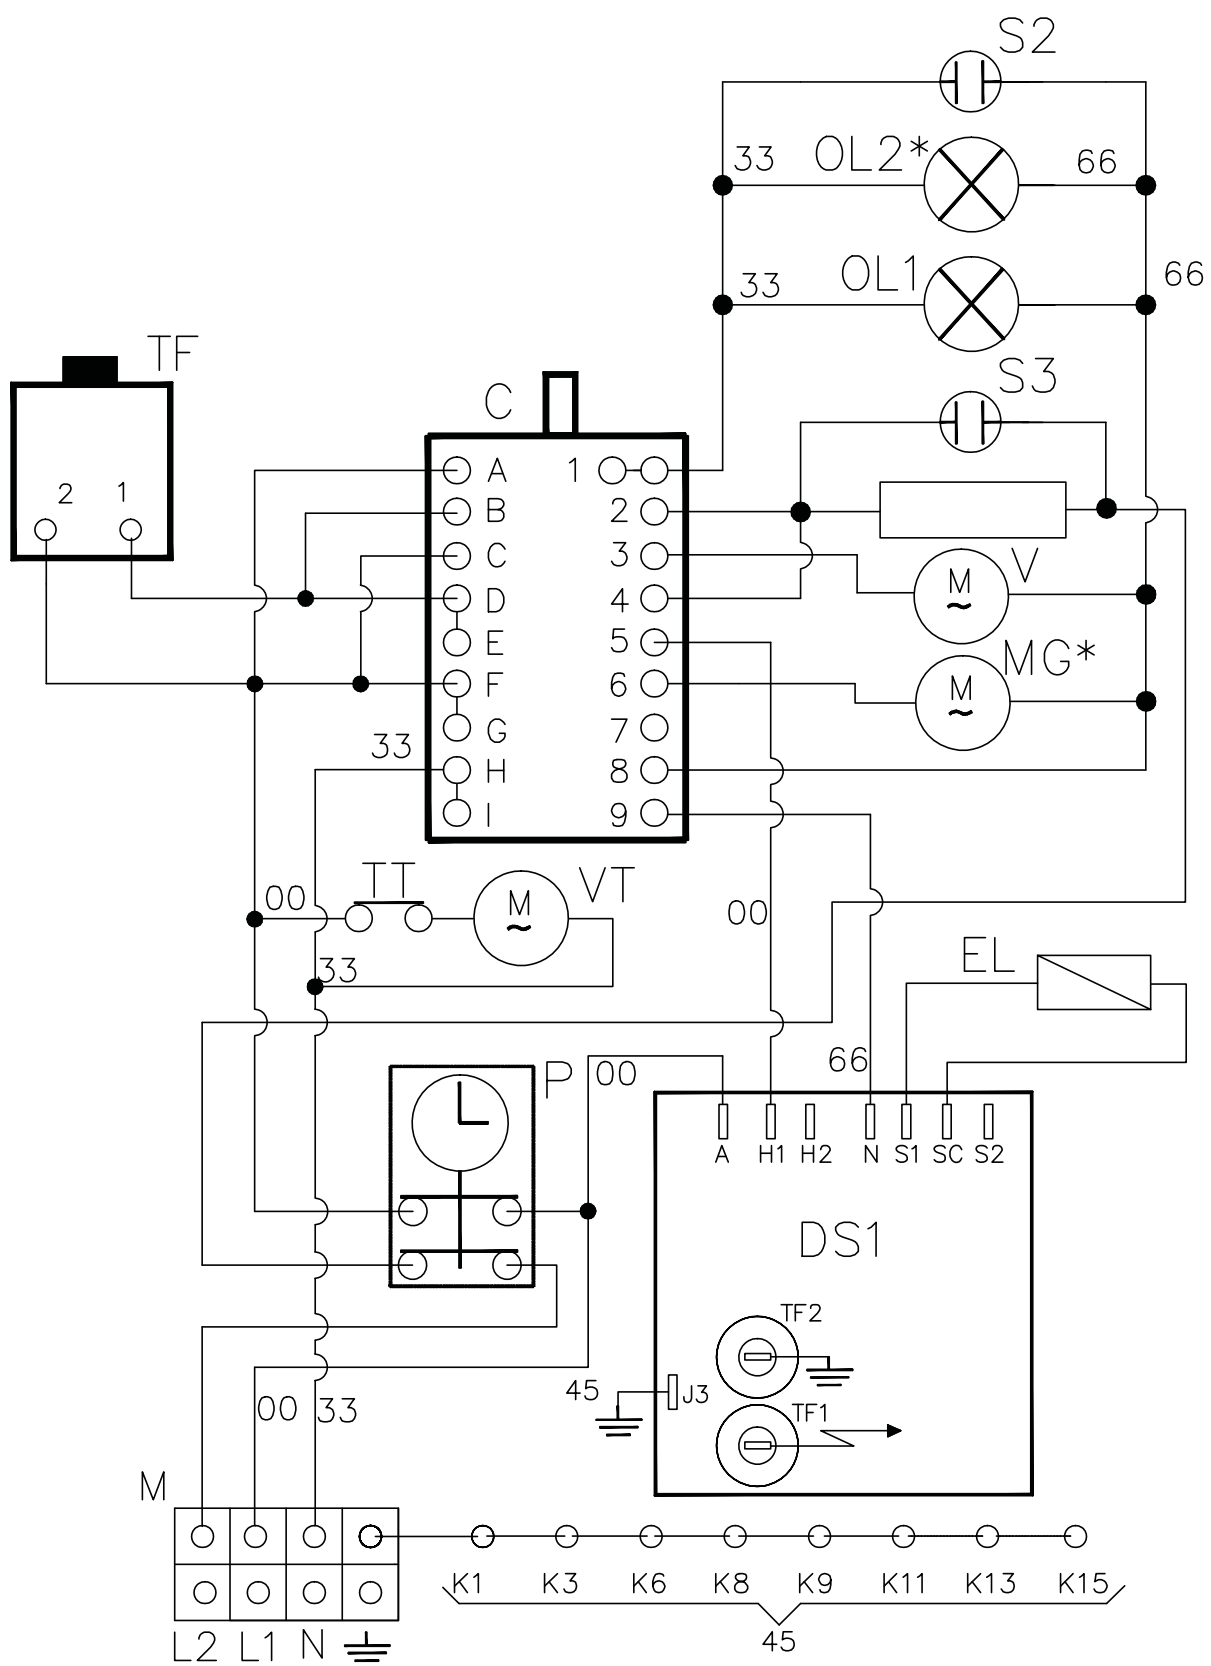 S2
33 OL2* 66
33 OL1 66
TF
S3
C
2 1
A 1
B 2
C 3
D 4
E 5
F 6
G 7
H 8
I 9
M V
~
MG*
M
~
33
00 TT M VT
~
00
33
EL
66
P 00
A H1 H2 N S1 SC S2
DS1
TF2
45 J3
TF1
00 33
M
K1 K3 K6 K8 K9 K11 K13 K15
L2 L1 N 45